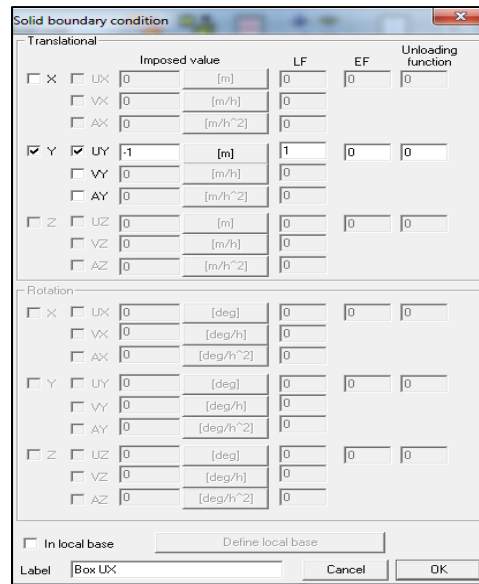 Solid boundary condition
Translational
Imposed value LF EF Unloading function
X UX 0 [m] 0 0 0
VX 0 [m/h] 0
AX 0 [m/h^2] 0
Y UY -1 [m] 1 0 0
VY 0 [m/h] 0
AY 0 [m/h^2] 0
Z UZ 0 [m] 0 0 0
VZ 0 [m/h] 0
AZ 0 [m/h^2] 0
Rotation
X UX 0 [deg] 0 0 0
VX 0 [deg/h] 0
AX 0 [deg/h^2] 0
Y UY 0 [deg] 0 0 0
VY 0 [deg/h] 0
AY 0 [deg/h^2] 0
Z UZ 0 [deg] 0 0 0
VZ 0 [deg/h] 0
AZ 0 [deg/h^2] 0
In local base Define local base
Label Box UX Cancel OK